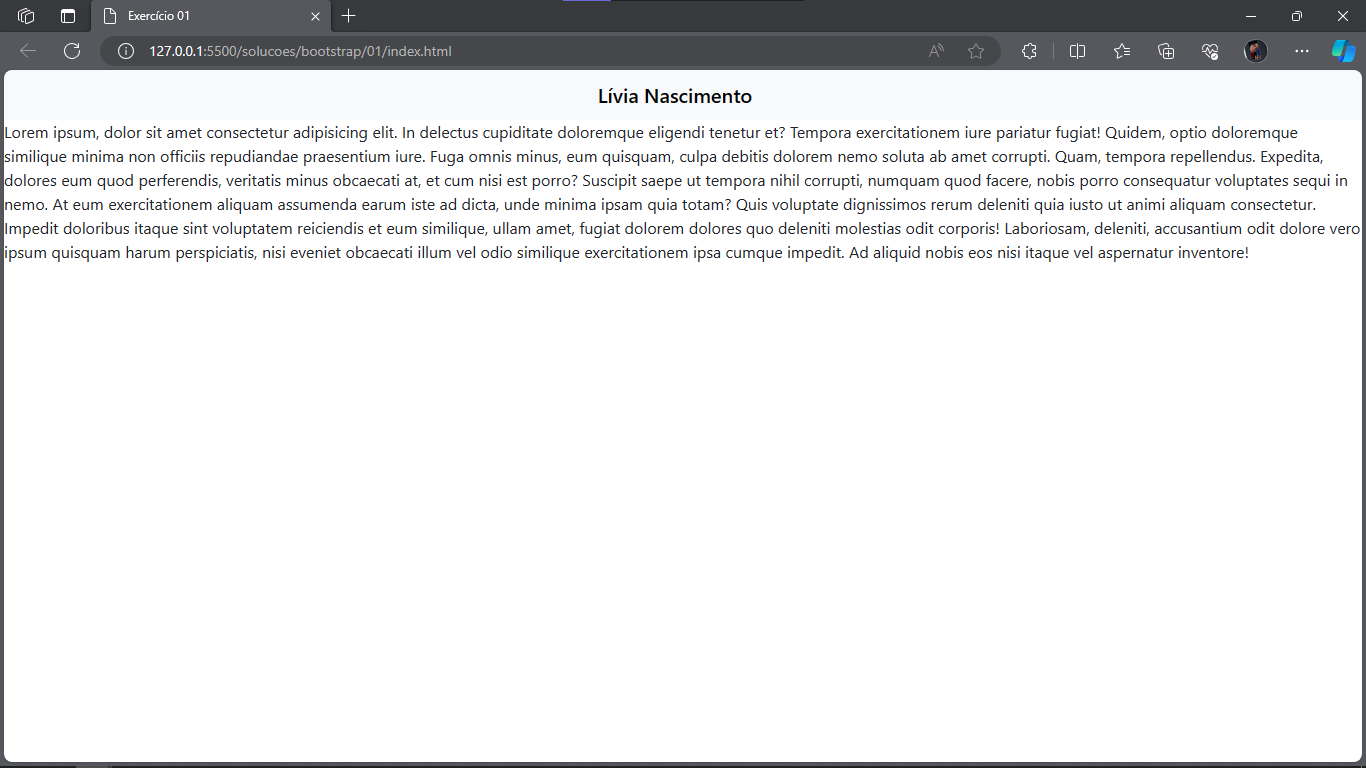 Exercício 01
127.0.0.1:5500/solucoes/bootstrap/01/index.html
Lívia Nascimento
Lorem ipsum, dolor sit amet consectetur adipisicing elit. In delectus cupiditate doloremque eligendi tenetur et? Tempora exercitationem iure pariatur fugiat! Quidem, optio doloremque
similique minima non officiis repudiandae praesentium iure. Fuga omnis minus, eum quisquam, culpa debitis dolorem nemo soluta ab amet corrupti. Quam, tempora repellendus. Expedita,
dolores eum quod perferendis, veritatis minus obcaecati at, et cum nisi est porro? Suscipit saepe ut tempora nihil corrupti, numquam quod facere, nobis porro consequatur voluptates sequi in
nemo. At eum exercitationem aliquam assumenda earum iste ad dicta, unde minima ipsam quia totam? Quis voluptate dignissimos rerum deleniti quia iusto ut animi aliquam consectetur.
Impedit doloribus itaque sint voluptatem reiciendis et eum similique, ullam amet, fugiat dolorem dolores quo deleniti molestias odit corporis! Laboriosam, deleniti, accusantium odit dolore vero
ipsum quisquam harum perspiciatis, nisi eveniet obcaecati illum vel odio similique exercitationem ipsa cumque impedit. Ad aliquid nobis eos nisi itaque vel aspernatur inventore!